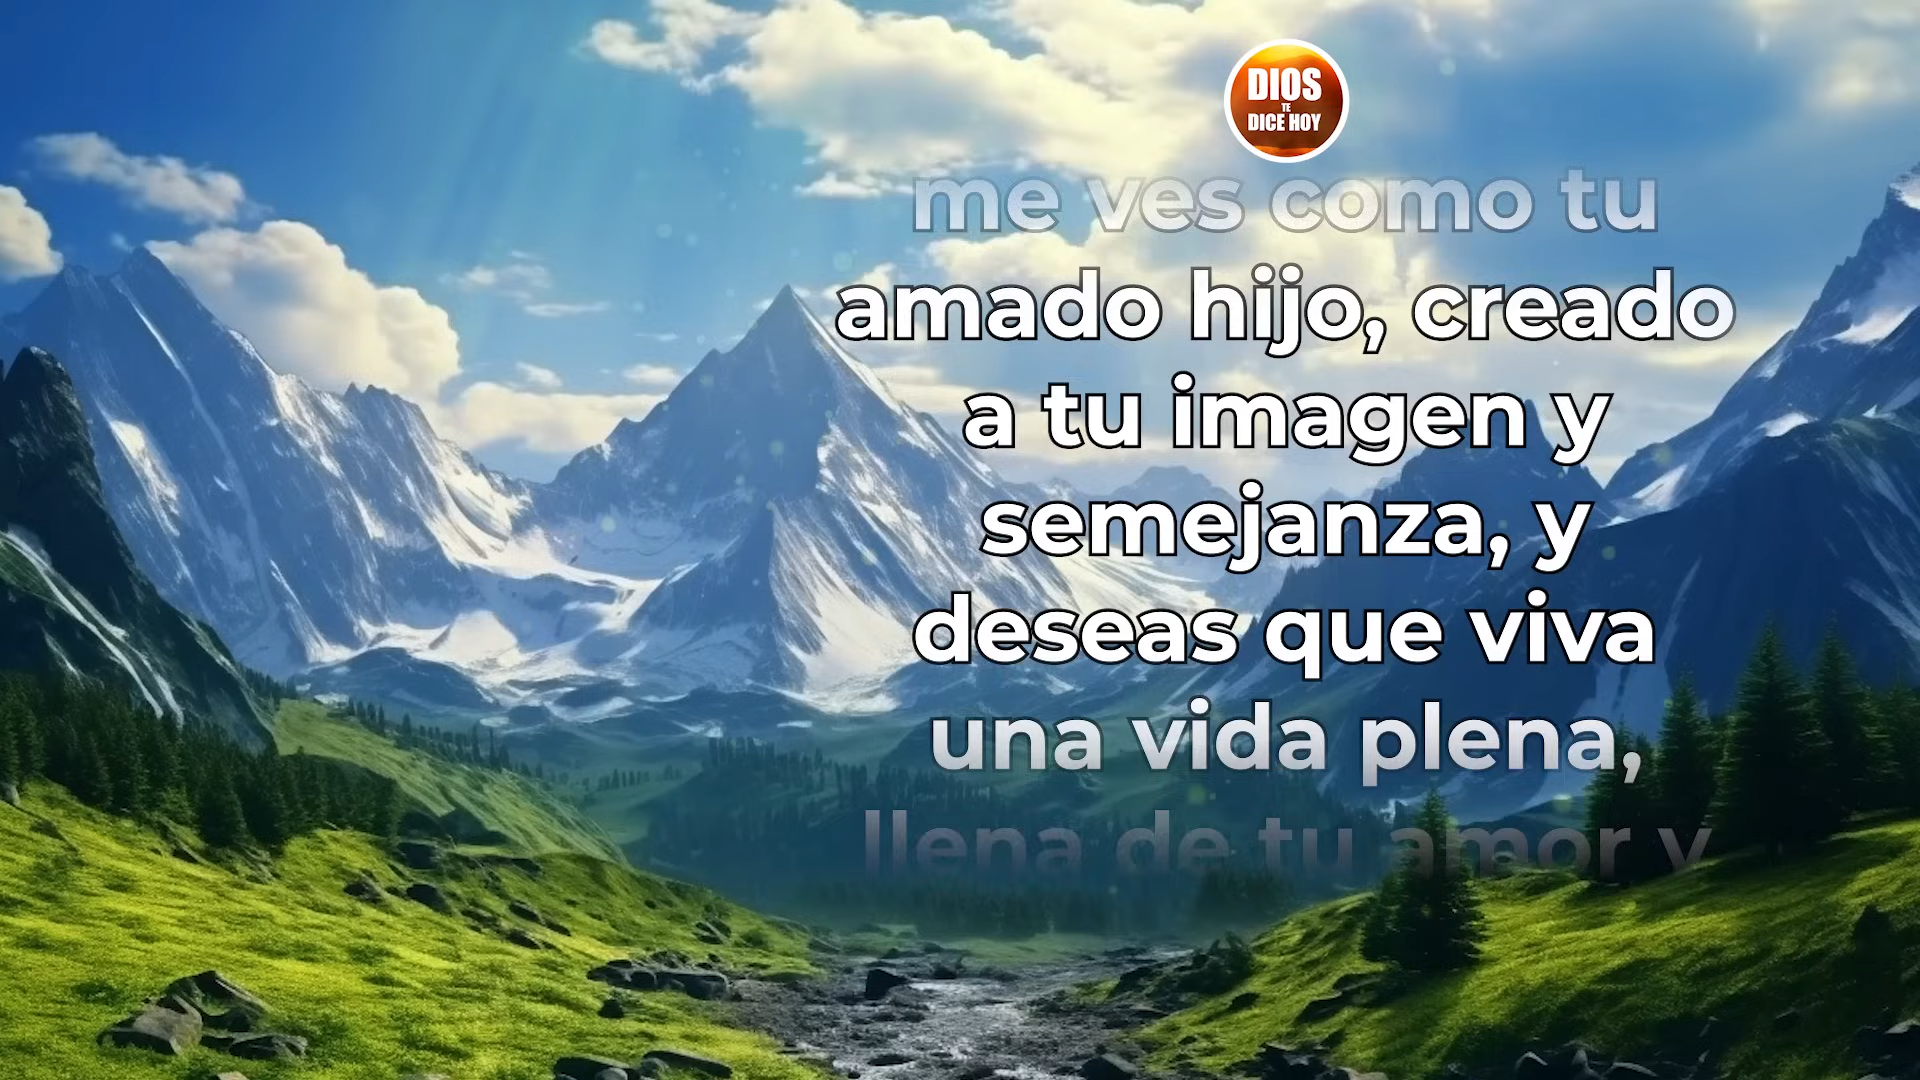 DIOS
TE
DICE HOY
me ves como tu
amado hijo, creado
a tu imagen y
semejanza, y
deseas que viva
una vida plena,
llena de tu amor y